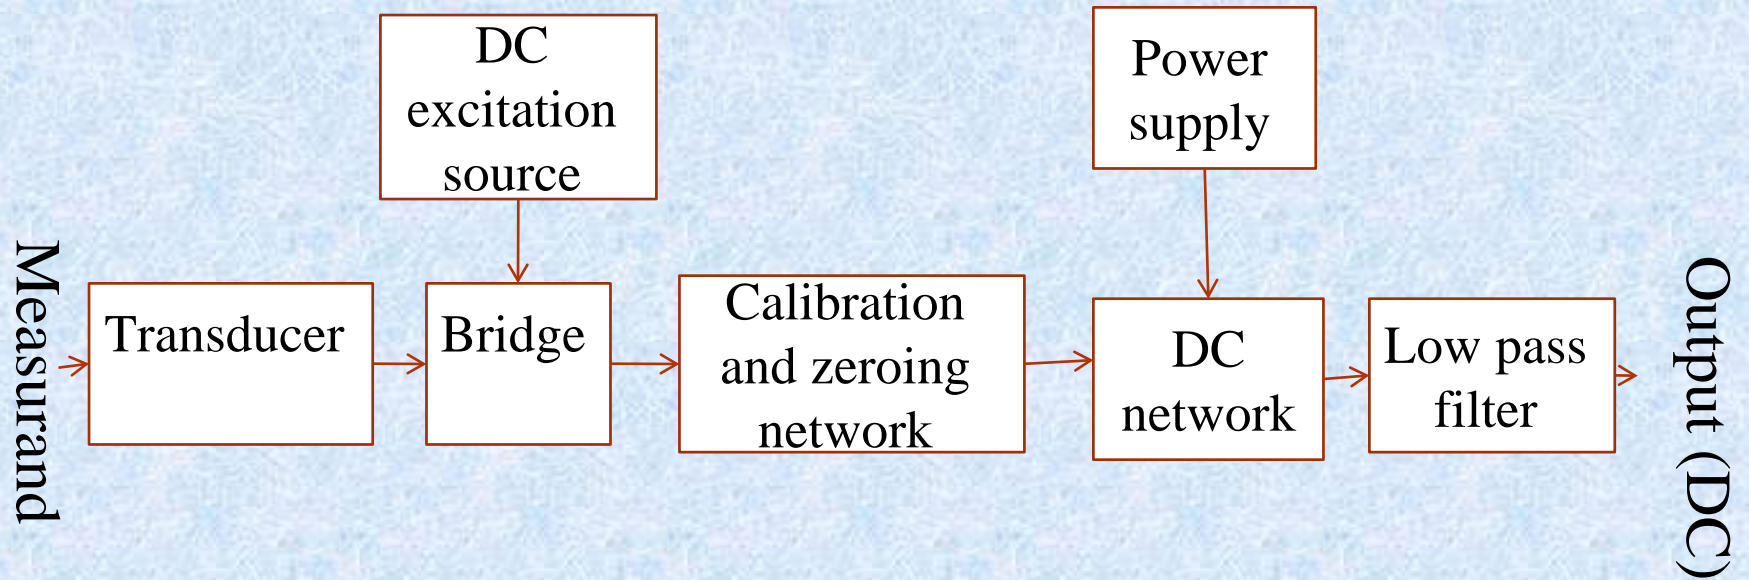 DC
excitation
source
Power
supply
Measurand
Transducer
Bridge
Calibration
and zeroing
network
DC
network
Low pass
filter
Output (DC)